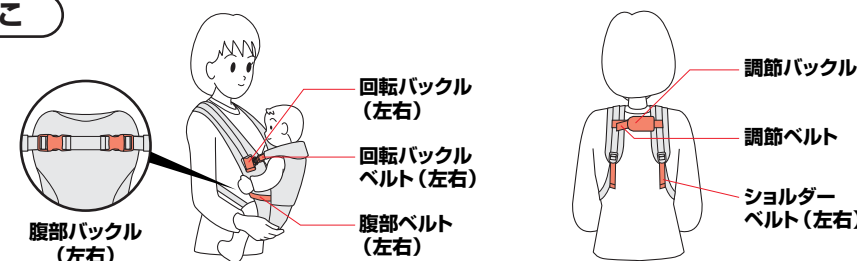 こ
回転バックル
（左右）
回転バックル
ベルト（左右）
腹部ベルト
（左右）
腹部バックル
（左右）
調節バックル
調節ベルト
ショルダー
ベルト（左右）